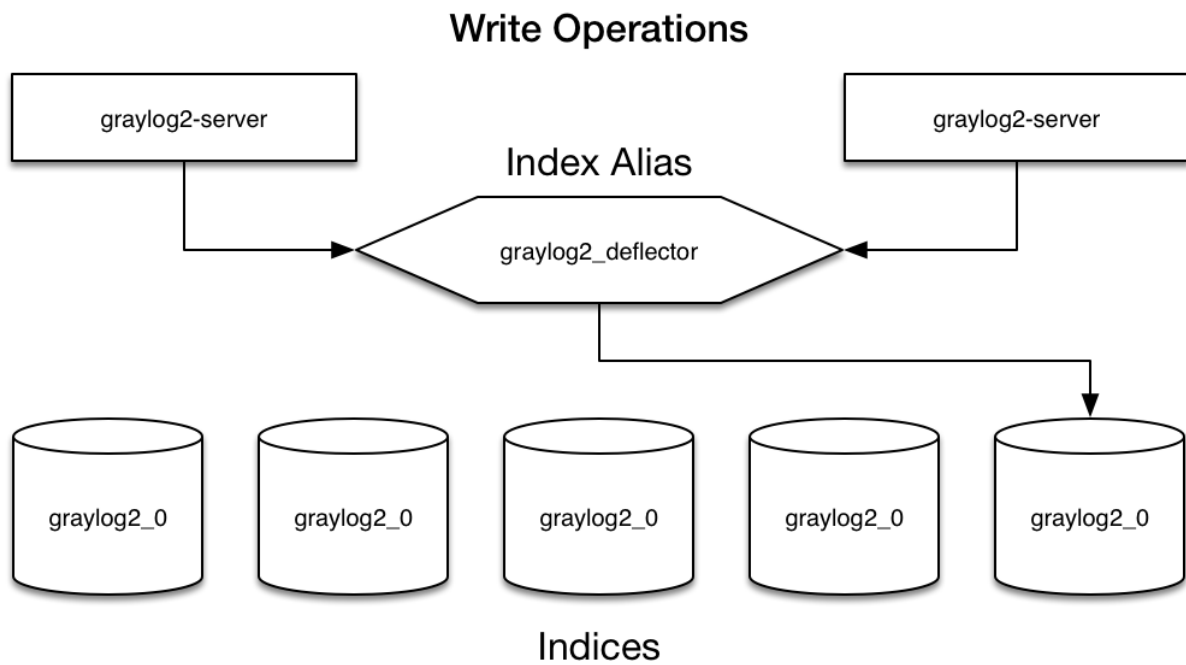 Write Operations
graylog2-server
graylog2-server
Index Alias
graylog2_deflector
graylog2_0
graylog2_0
graylog2_0
graylog2_0
graylog2_0
Indices